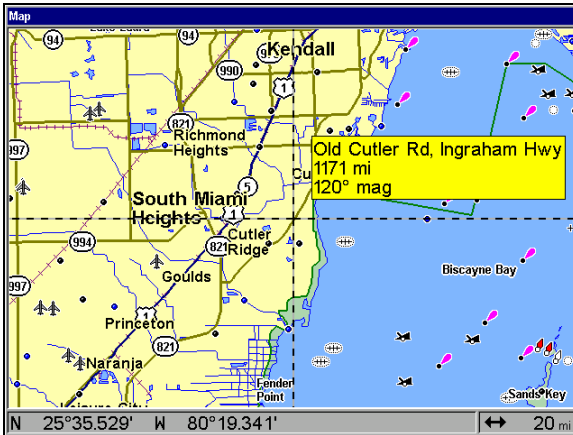 Map
94
Kendall
94
990
1
821
Richmond
Heights
997
Old Cutler Rd, Ingraham Hwy
1171 mi
120° mag
5
South Miami
Heights
1
Cutler
Ridge
994
821
Goulds
Biscayne Bay
997
1
Princeton
821
Naranja
Fender
Point
Sands Key
N 25°35.529' W 80°19.341'
20 mi